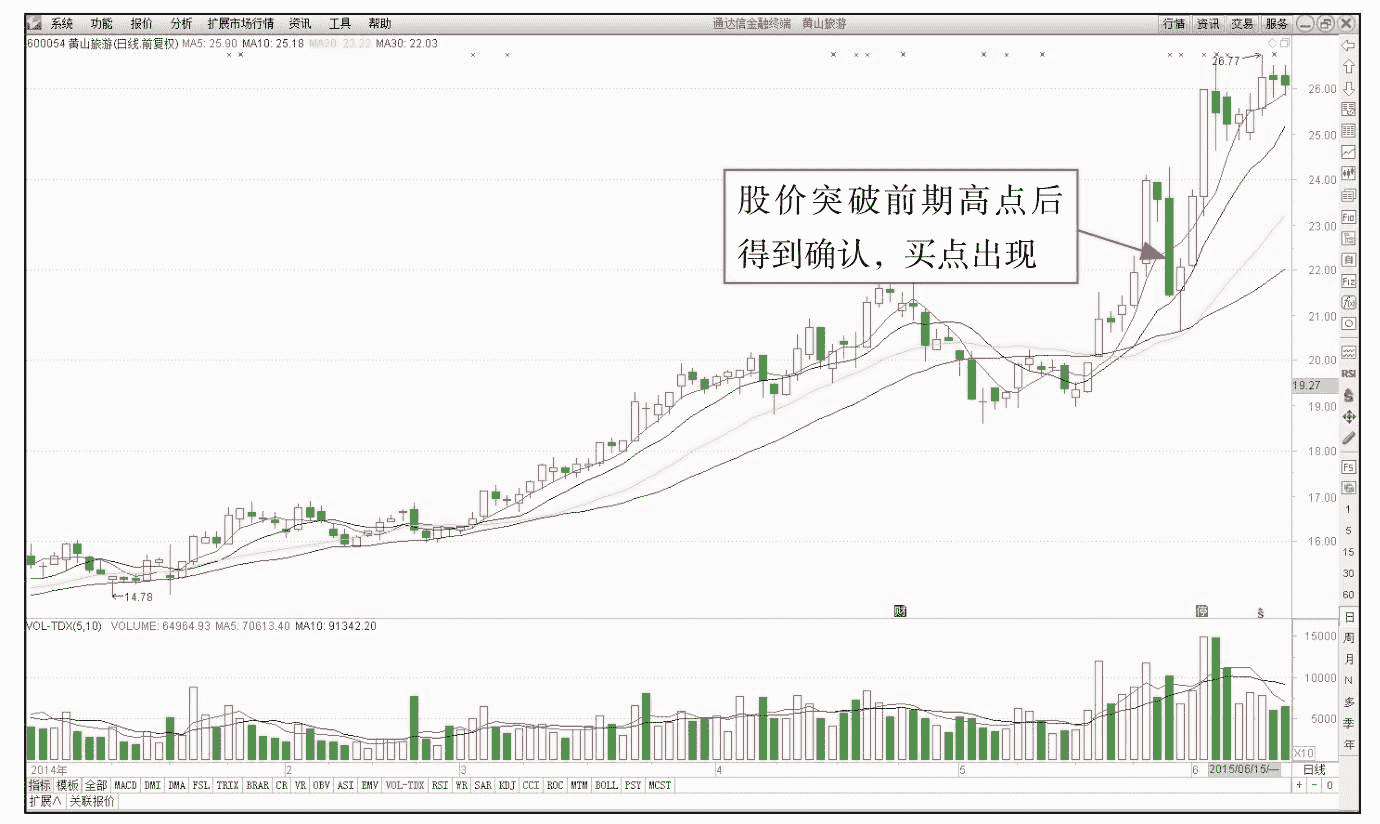 系统 功能 报价 分析 扩展市场行情 资讯 工具 帮助 通达信金融终端 黄山旅游 行情 资讯 交易 服务
600054 黄山旅游(日线.前复权) MA5: 25.90 MA10: 25.18 MA20: 23.22 MA30: 22.03
26.77
26.00
25.00
24.00
股价突破前期高点后
得到确认，买点出现
23.00
22.00
21.00
20.00
19.27
19.00
18.00
17.00
16.00
14.78
财
VOL-TDX(5,10) VOLUME: 64964.93 MA5: 70613.40 MA10: 91342.20
15000
10000
5000
X10
F10
F12
RSI
F5
1
5
15
30
60
日
周
月
N
多
季
年
2014年 2 3 4 5 6 2015/06/15/一 日线
指标 模板 全部 MACD DMI DMA FSL TRIX BRAR CR VR OBV ASI EMV VOL-TDX RSI WR SAR KDJ CCI ROC MTM BOLL PSY MCST + - 0
扩展∧ 关联报价